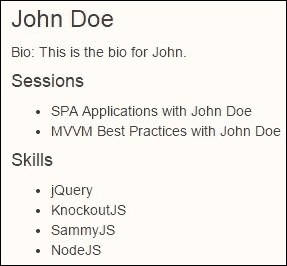 John Doe
Bio: This is the bio for John.
Sessions
SPA Applications with John Doe
MVVM Best Practices with John Doe
Skills
jQuery
KnockoutJS
SammyJS
NodeJS